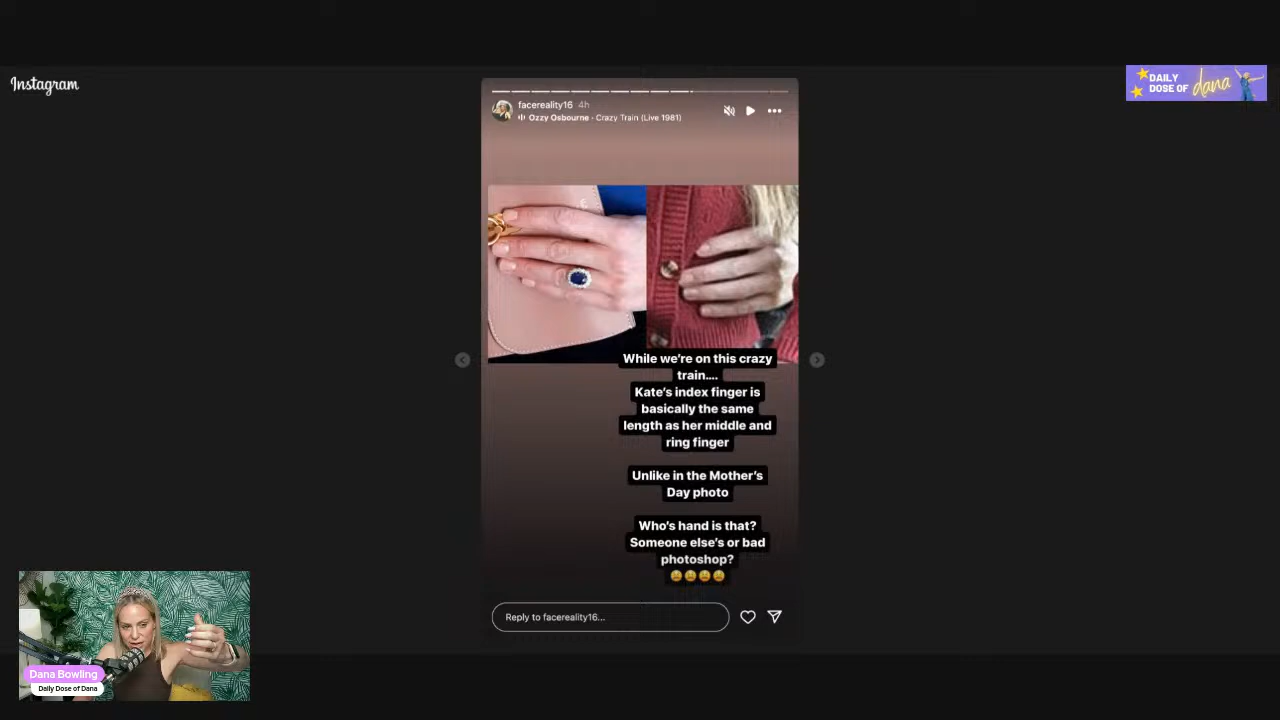 Instagram
DAILY
DOSE OF
dana
facereality16 4h
Ozzy Osbourne · Crazy Train (Live 1981)
While we're on this crazy
train....
Kate's index finger is
basically the same
length as her middle and
ring finger
Unlike in the Mother's
Day photo
Who's hand is that?
Someone else's or bad
photoshop?
😩😩😩😩
Reply to facereality16...
Dana Bowling
Daily Dose of Dana